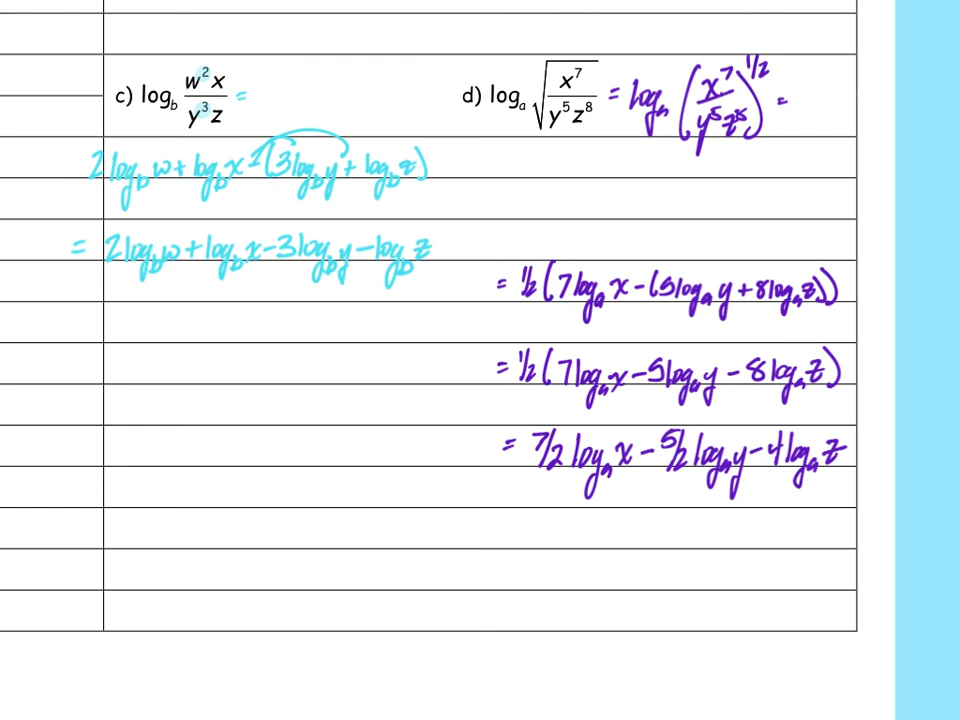 c) log_b w²x / y³z =
2log_b w + log_b x - 1(3log_b y + log_b z)
= 2log_b w + log_b x - 3log_b y - log_b z
d) log_a √(x⁷ / y⁵z⁸) = log_a (x⁷ / y⁵z⁸)^1/2 =
= 1/2 (7log_a x - (5log_a y + 8log_a z))
= 1/2 (7log_a x - 5log_a y - 8log_a z)
= 7/2 log_a x - 5/2 log_a y - 4log_a z